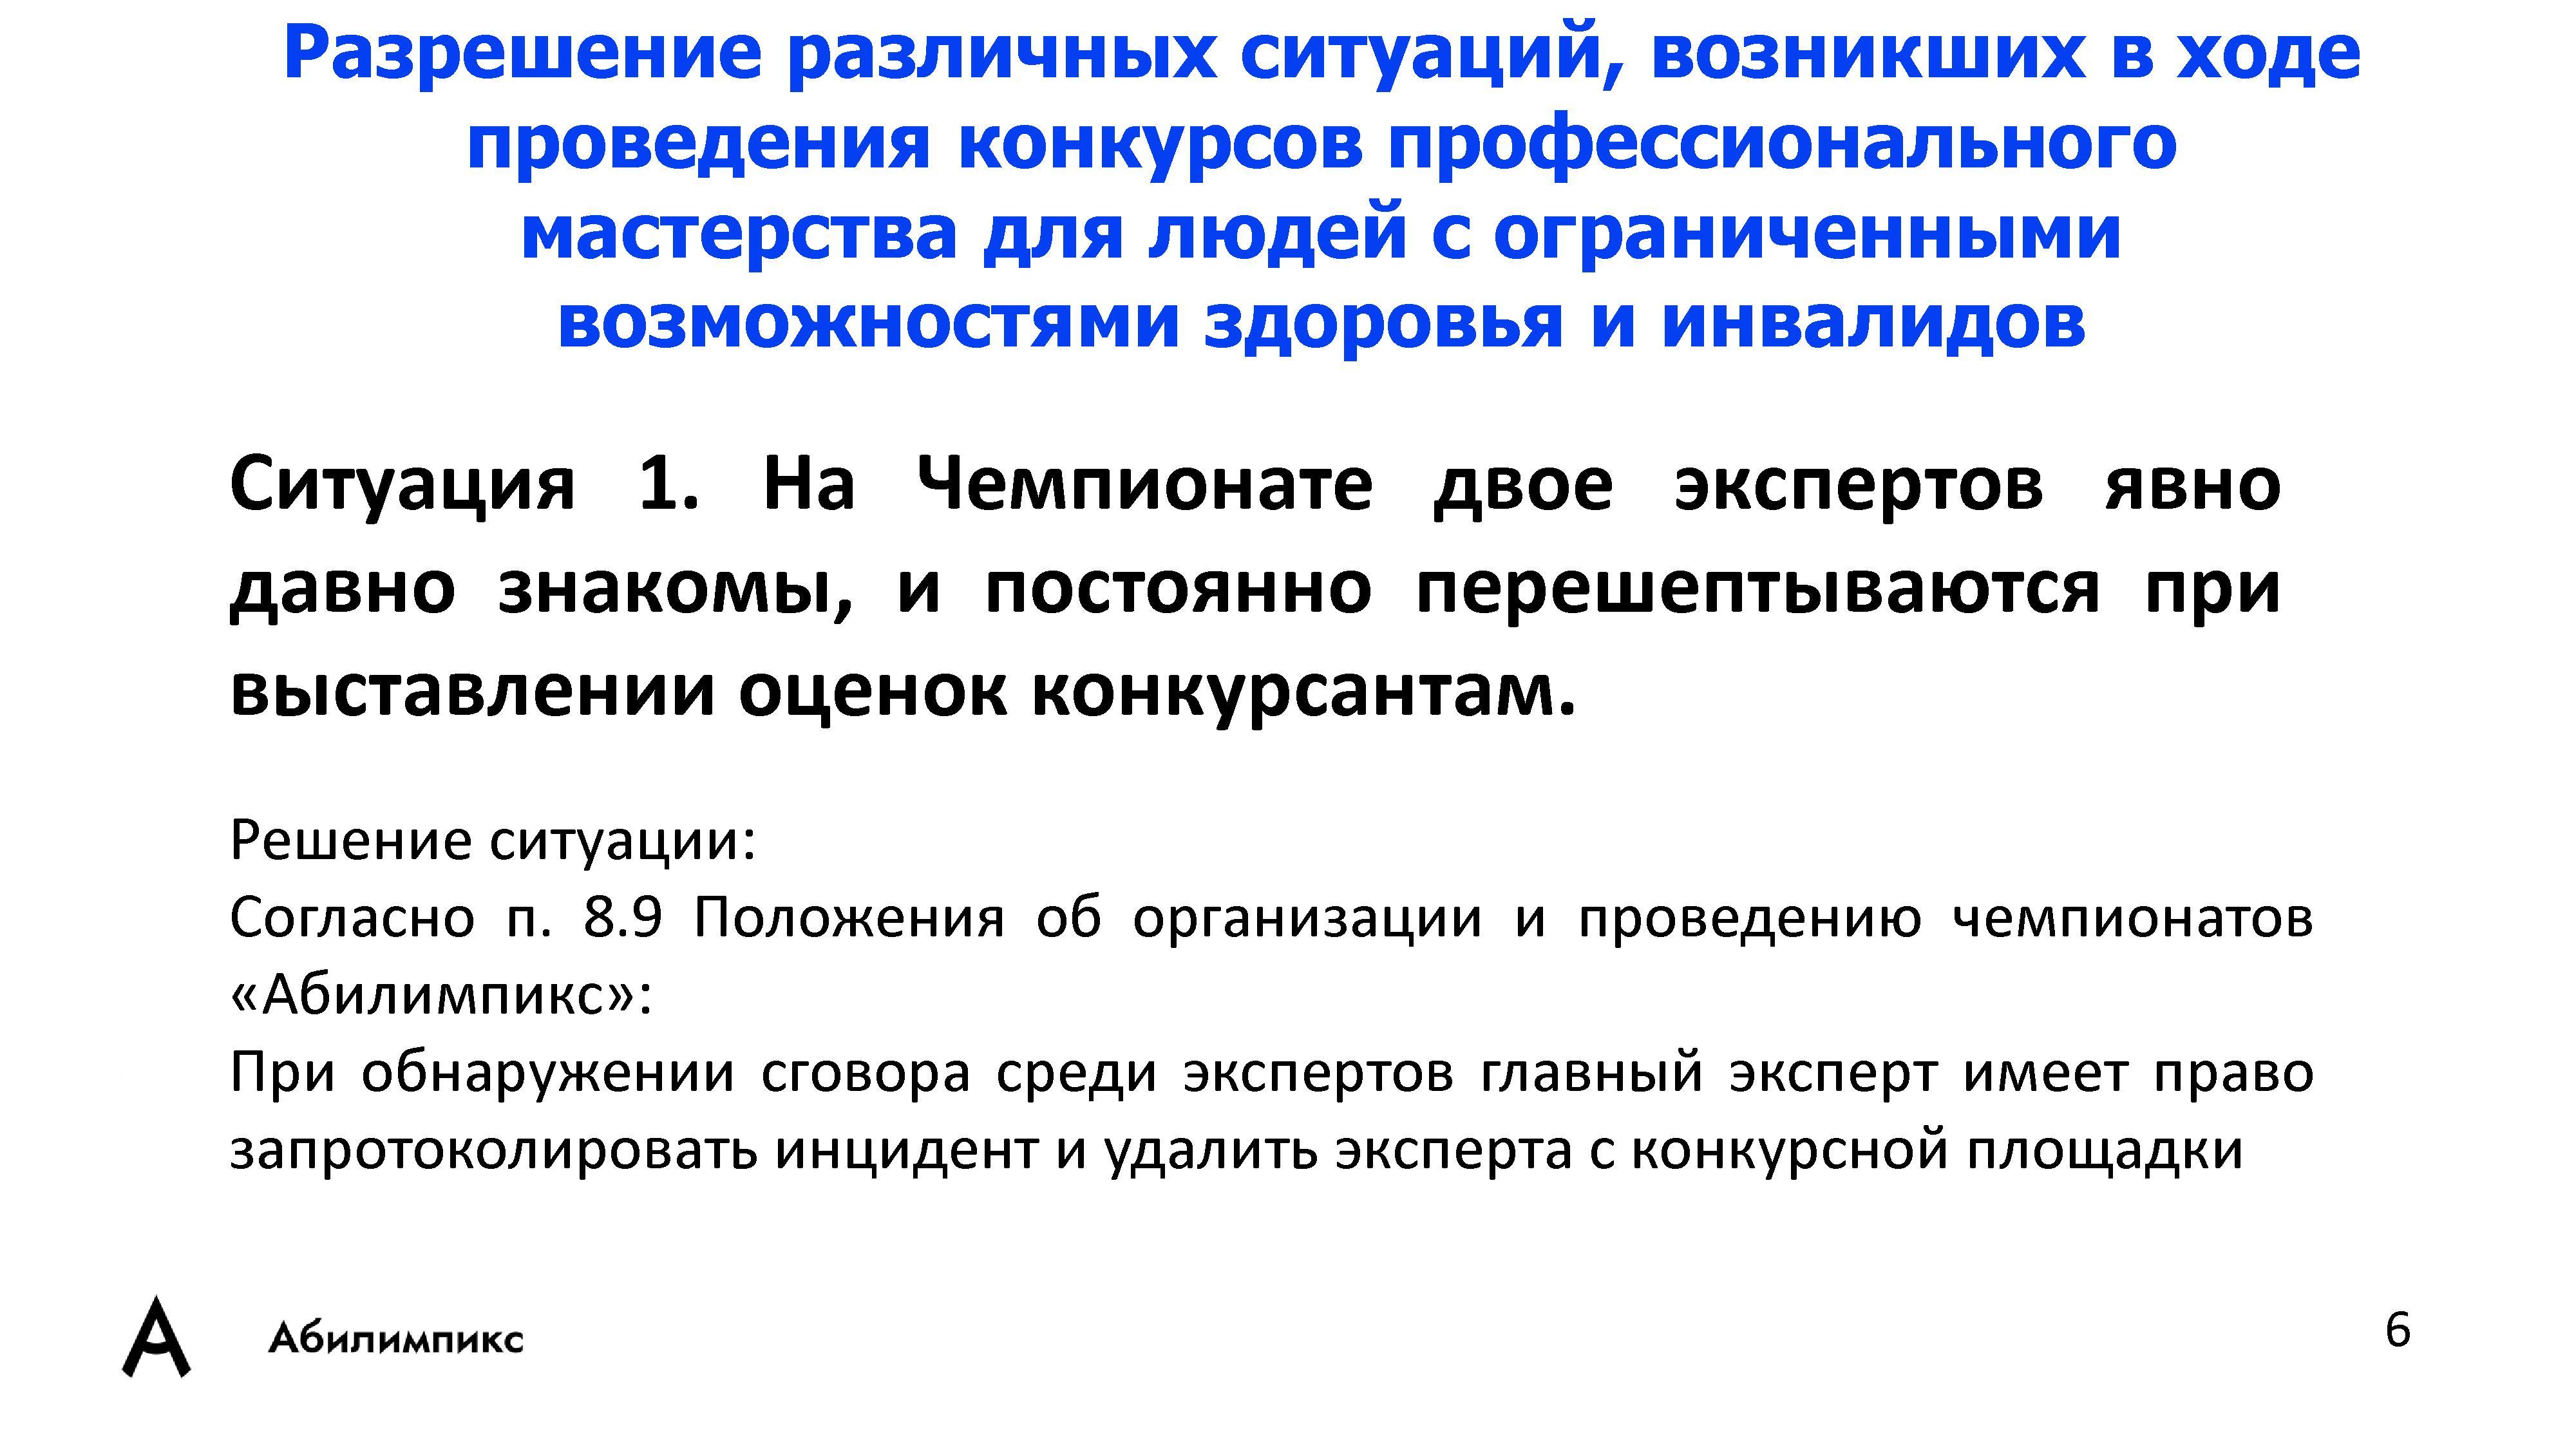 Разрешение различных ситуаций, возникших в ходе
проведения конкурсов профессионального
мастерства для людей с ограниченными
возможностями здоровья и инвалидов
Ситуация 1. На Чемпионате двое экспертов явно
давно знакомы, и постоянно перешептываются при
выставлении оценок конкурсантам.
Решение ситуации:
Согласно п. 8.9 Положения об организации и проведению чемпионатов
«Абилимпикс»:
При обнаружении сговора среди экспертов главный эксперт имеет право
запротоколировать инцидент и удалить эксперта с конкурсной площадки
Абилимпикс
6